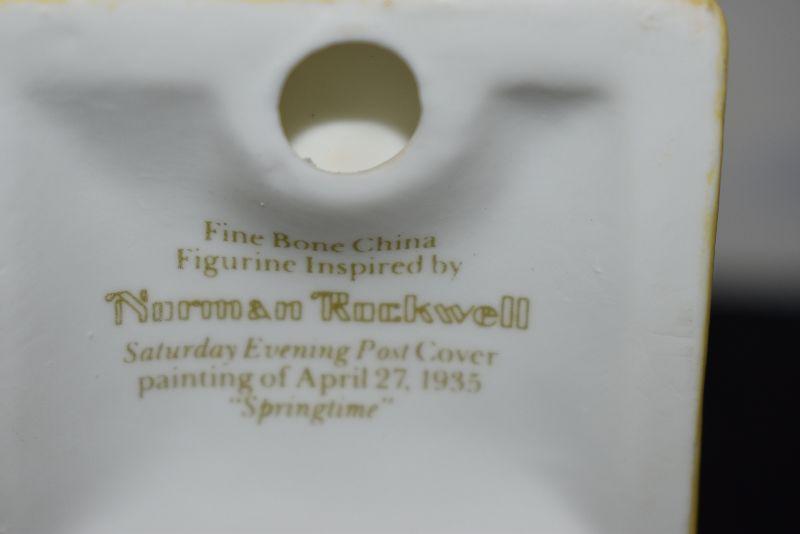 Fine Bone China
Figurine Inspired by
Norman Rockwell
Saturday Evening Post Cover
painting of April 27, 1935
"Springtime"